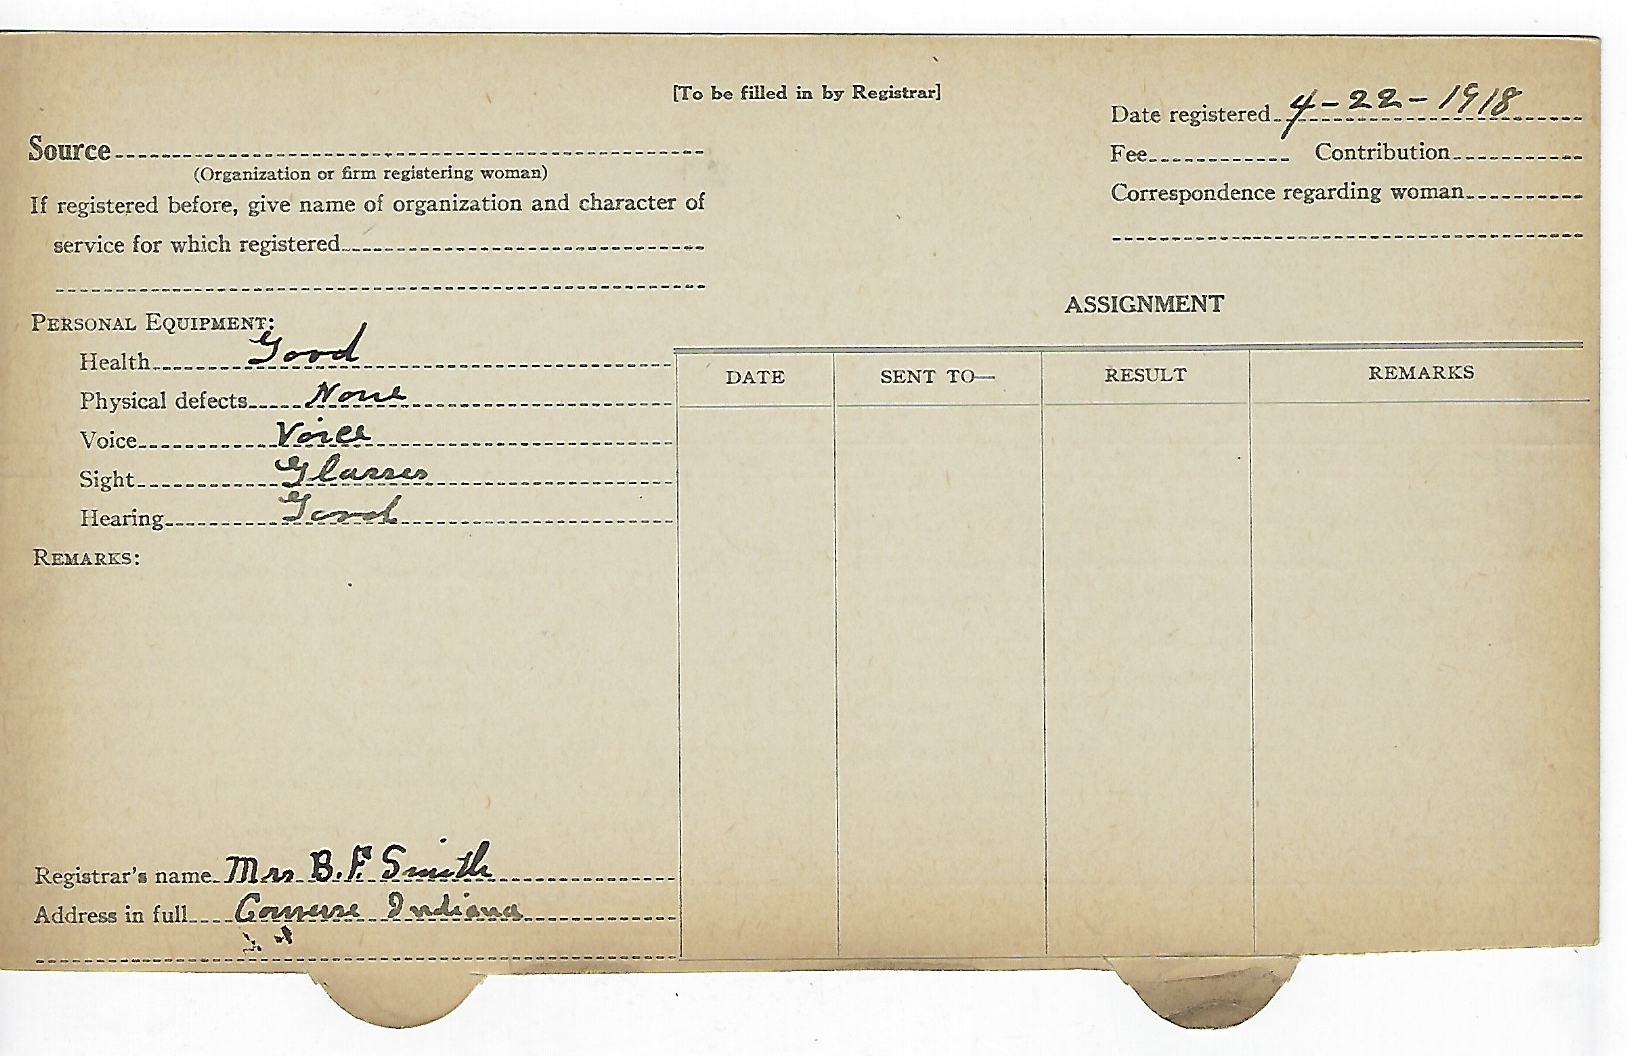 [To be filled in by Registrar]
Date registered 4-22-1918
Source
(Organization or firm registering woman)
Fee Contribution
If registered before, give name of organization and character of
service for which registered
Correspondence regarding woman
ASSIGNMENT
PERSONAL EQUIPMENT:
Health Good
Physical defects None
Voice Voice
Sight Glasses
Hearing Good
REMARKS:
DATE SENT TO— RESULT REMARKS
Registrar's name Mrs B.F. Smith
Address in full Converse Indiana